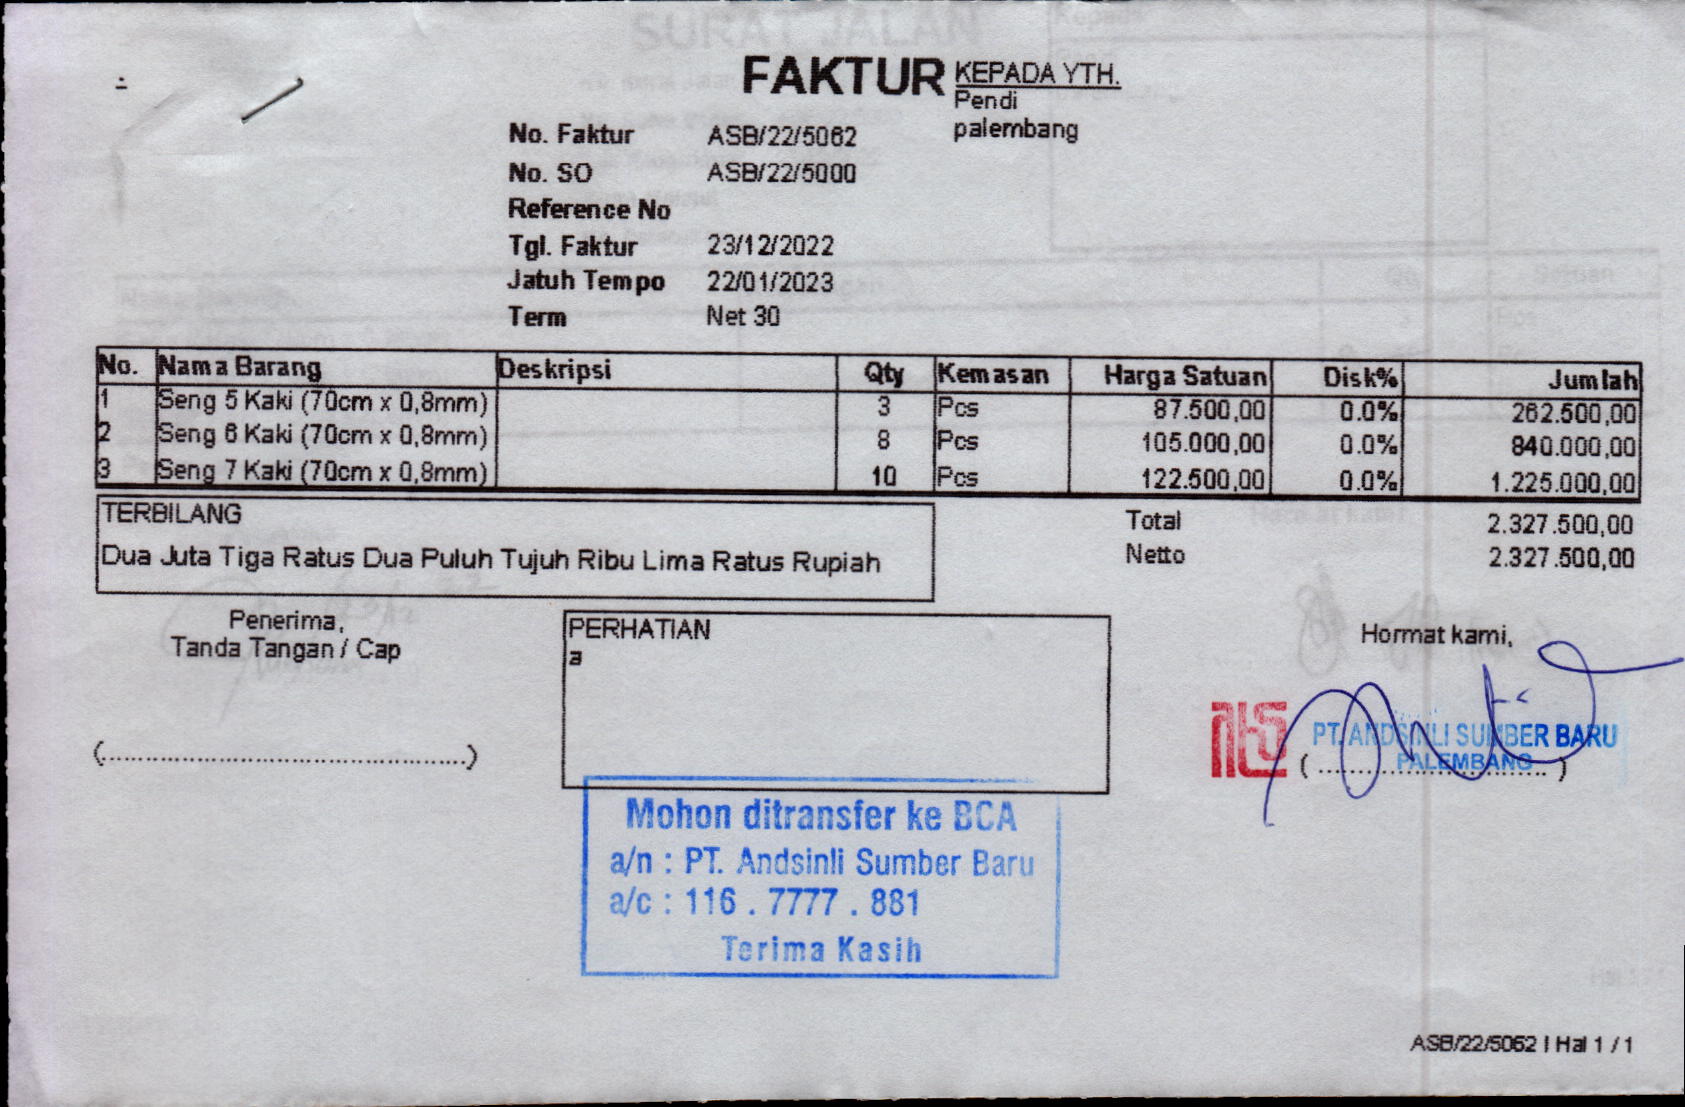 FAKTUR
KEPADA YTH.
Pendi
palembang
No. Faktur ASB/22/5062
No. SO ASB/22/5000
Reference No
Tgl. Faktur 23/12/2022
Jatuh Tempo 22/01/2023
Term Net 30
No. Nama Barang Deskripsi Qty Kemasan Harga Satuan Disk% Jumlah
1 Seng 5 Kaki (70cm x 0,8mm) 3 Pcs 87.500,00 0.0% 262.500,00
2 Seng 6 Kaki (70cm x 0,8mm) 8 Pcs 105.000,00 0.0% 840.000,00
3 Seng 7 Kaki (70cm x 0,8mm) 10 Pcs 122.500,00 0.0% 1.225.000,00
TERBILANG
Dua Juta Tiga Ratus Dua Puluh Tujuh Ribu Lima Ratus Rupiah
Total 2.327.500,00
Netto 2.327.500,00
Penerima,
Tanda Tangan / Cap
(..............................................)
PERHATIAN
a
Hormat kami,
PT. ANDSINLI SUMBER BARU
PALEMBANG
(..............................)
Mohon ditransfer ke BCA
a/n : PT. Andsinli Sumber Baru
a/c : 116 . 7777 . 881
Terima Kasih
ASB/22/5062 | Hal 1 / 1